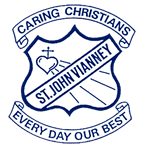 CARING CHRISTIANS
ST. JOHN VIANNEY
EVERY DAY OUR BEST